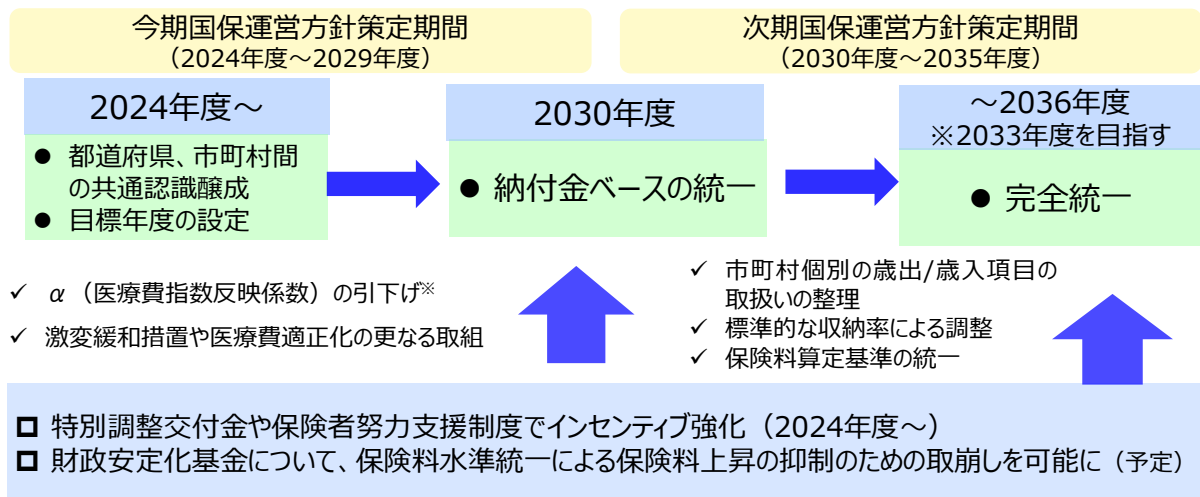 今期国保運営方針策定期間
（2024年度～2029年度）
次期国保運営方針策定期間
（2030年度～2035年度）
2024年度～
● 都道府県、市町村間
の共通認識醸成
● 目標年度の設定
2030年度
● 納付金ベースの統一
～2036年度
※2033年度を目指す
● 完全統一
✓ α（医療費指数反映係数）の引下げ※
✓ 激変緩和措置や医療費適正化の更なる取組
✓ 市町村個別の歳出/歳入項目の
取扱いの整理
✓ 標準的な収納率による調整
✓ 保険料算定基準の統一
❑ 特別調整交付金や保険者努力支援制度でインセンティブ強化（2024年度～）
❑ 財政安定化基金について、保険料水準統一による保険料上昇の抑制のための取崩しを可能に（予定）